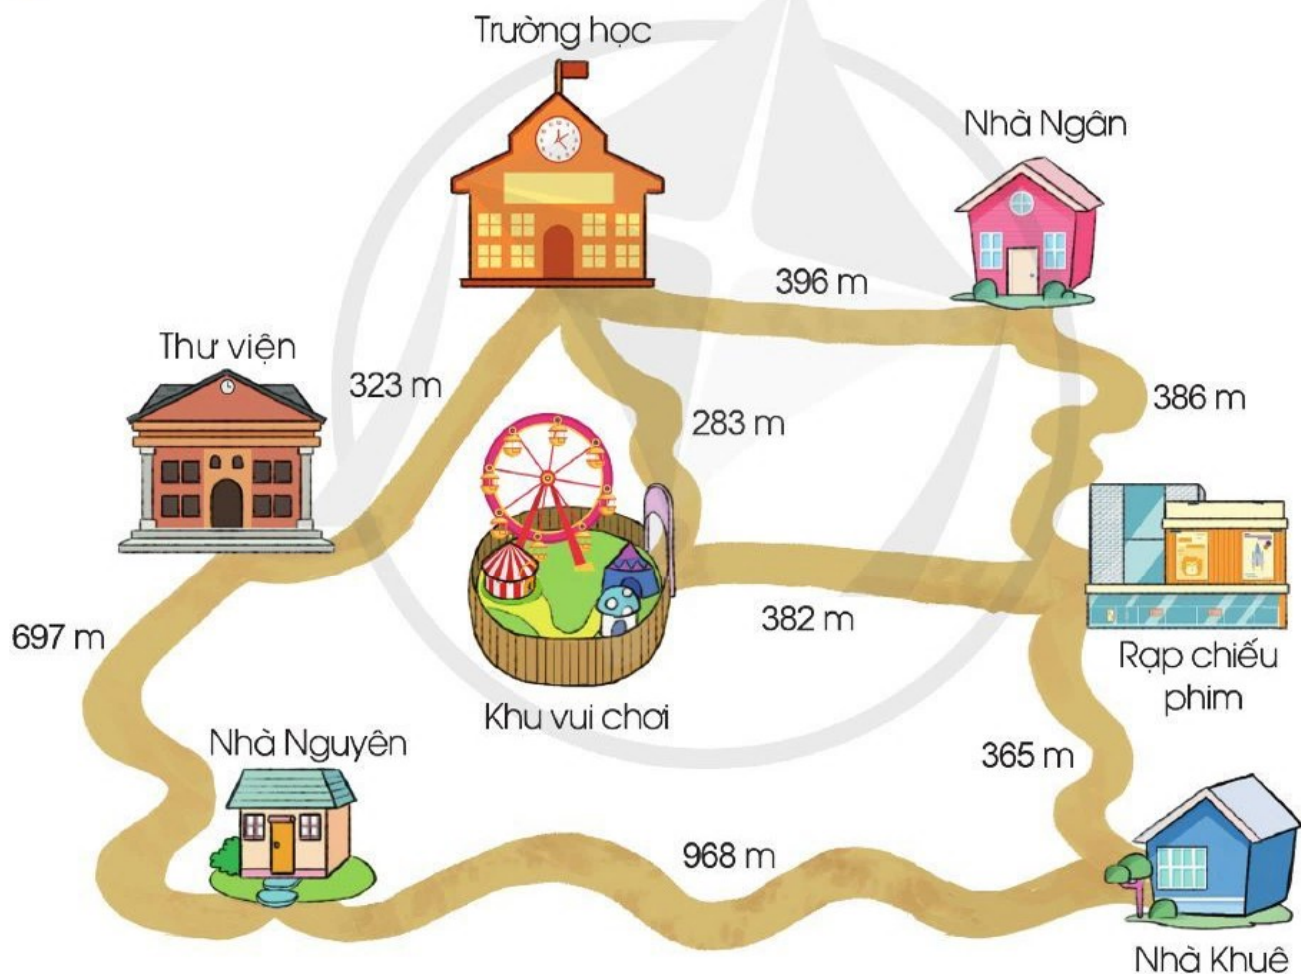 Trường học
Nhà Ngân
396 m
Thư viện
323 m
386 m
283 m
382 m
697 m
Rạp chiếu
phim
Khu vui chơi
Nhà Nguyên
365 m
968 m
Nhà Khuê